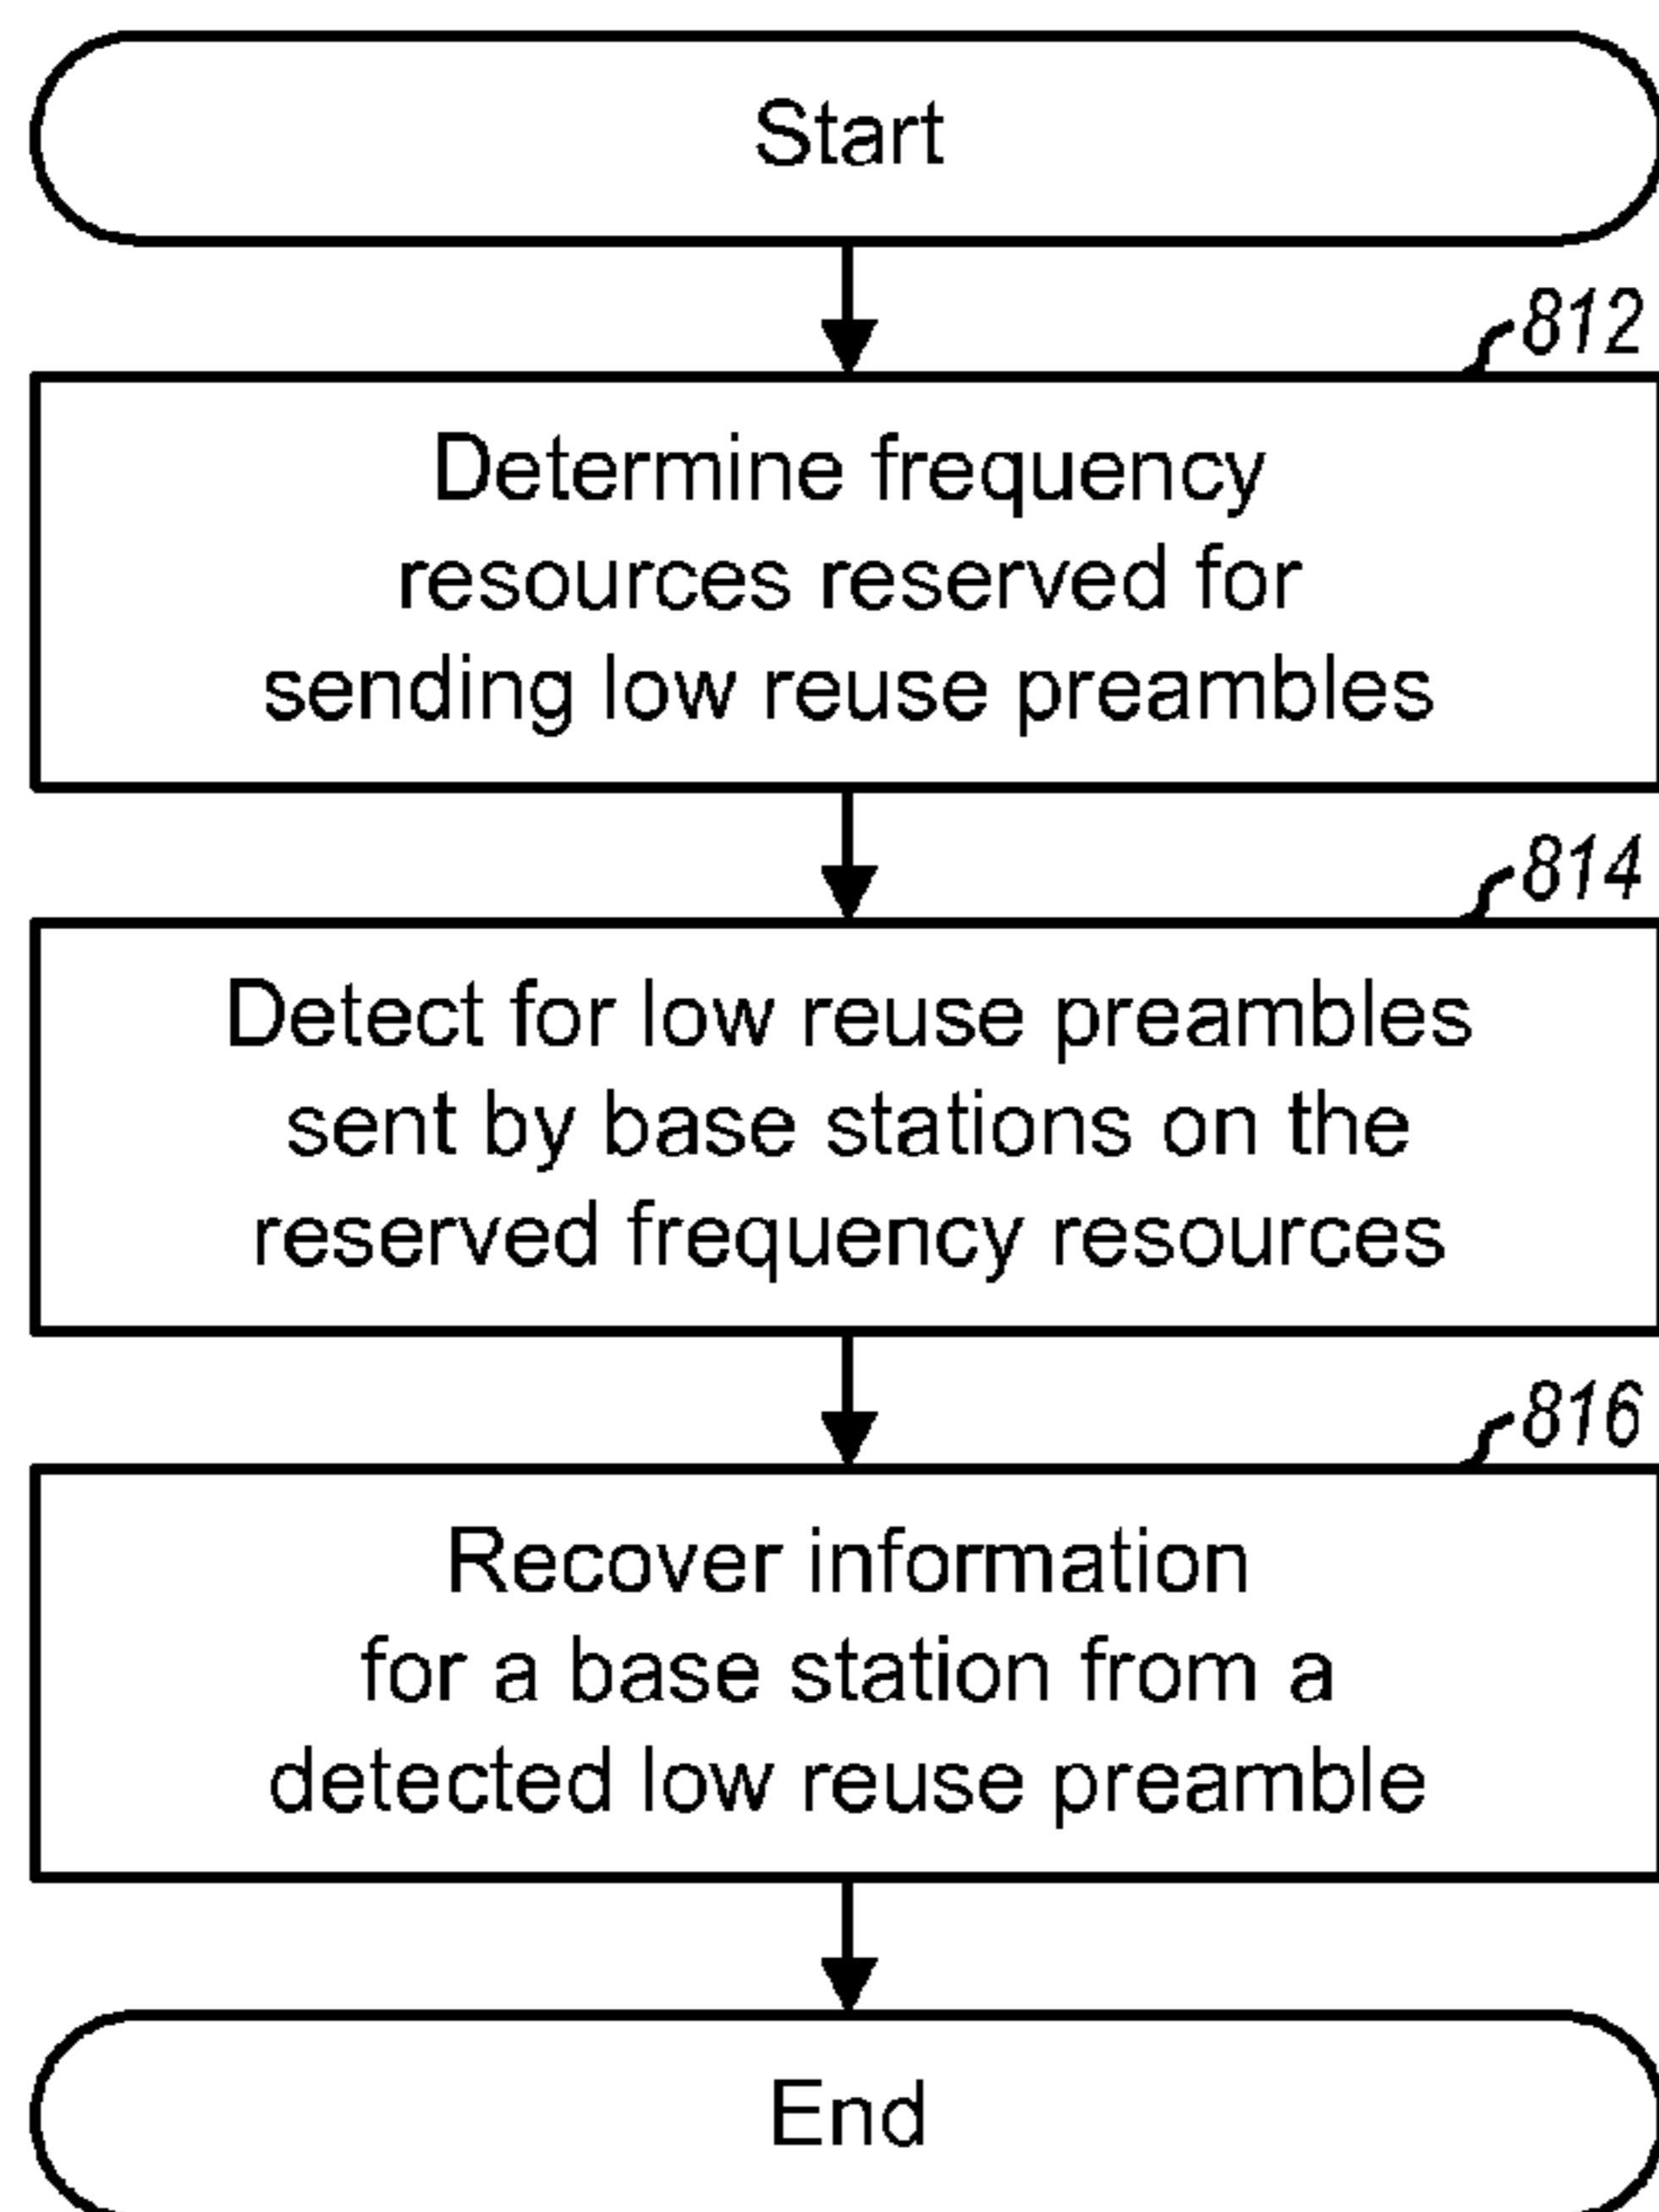 Start
812
Determine frequency
resources reserved for
sending low reuse preambles
814
Detect for low reuse preambles
sent by base stations on the
reserved frequency resources
816
Recover information
for a base station from a
detected low reuse preamble
End